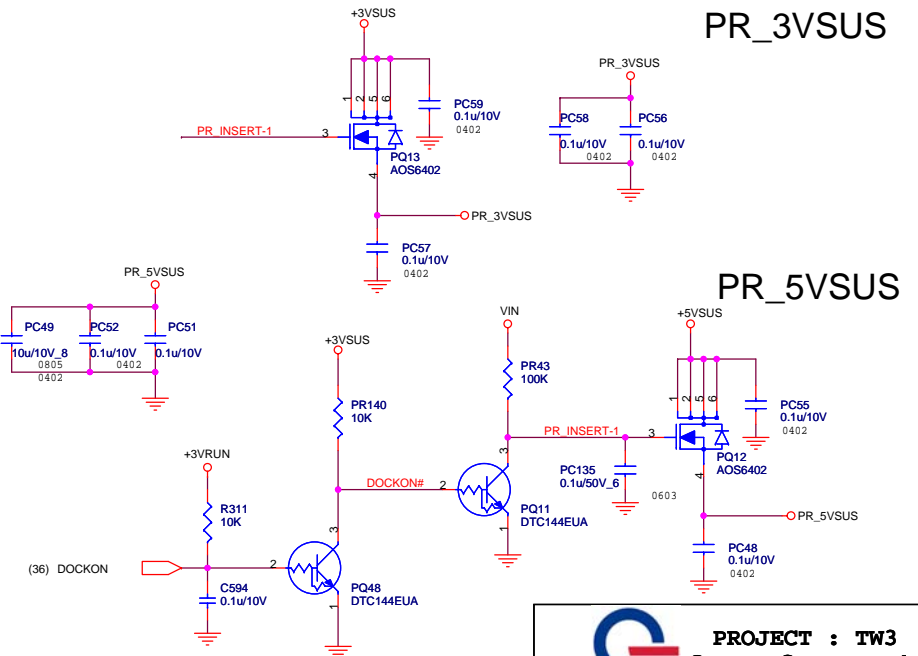 +3VSUS
PR_3VSUS
1
2
5
6
PC59
0.1u/10V
0402
PR_INSERT-1
3
PQ13
AOS6402
4
PR_3VSUS
PC57
0.1u/10V
0402
PR_3VSUS
PC58
0.1u/10V
0402
PC56
0.1u/10V
0402
PR_5VSUS
PR_5VSUS
PC49
10u/10V_8
0805
0402
PC52
0.1u/10V
0402
PC51
0.1u/10V
+3VSUS
PR140
10K
+3VRUN
R311
10K
(36) DOCKON
C594
0.1u/10V
2
3
1
PQ48
DTC144EUA
DOCKON#
VIN
PR43
100K
2
3
1
PQ11
DTC144EUA
PR_INSERT-1
PC135
0.1u/50V_6
0603
+5VSUS
1
2
5
6
3
PC55
0.1u/10V
0402
PQ12
AOS6402
4
PR_5VSUS
PC48
0.1u/10V
0402
PROJECT : TW3